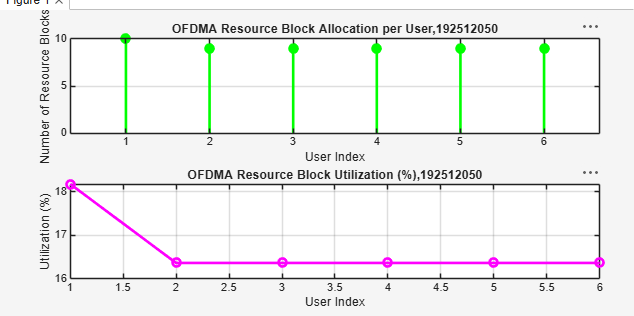 Figure 1 ×
OFDMA Resource Block Allocation per User,192512050
Number of Resource Blocks
10
5
0
1 2 3 4 5 6
User Index
OFDMA Resource Block Utilization (%),192512050
Utilization (%)
18
17
16
1 1.5 2 2.5 3 3.5 4 4.5 5 5.5 6
User Index